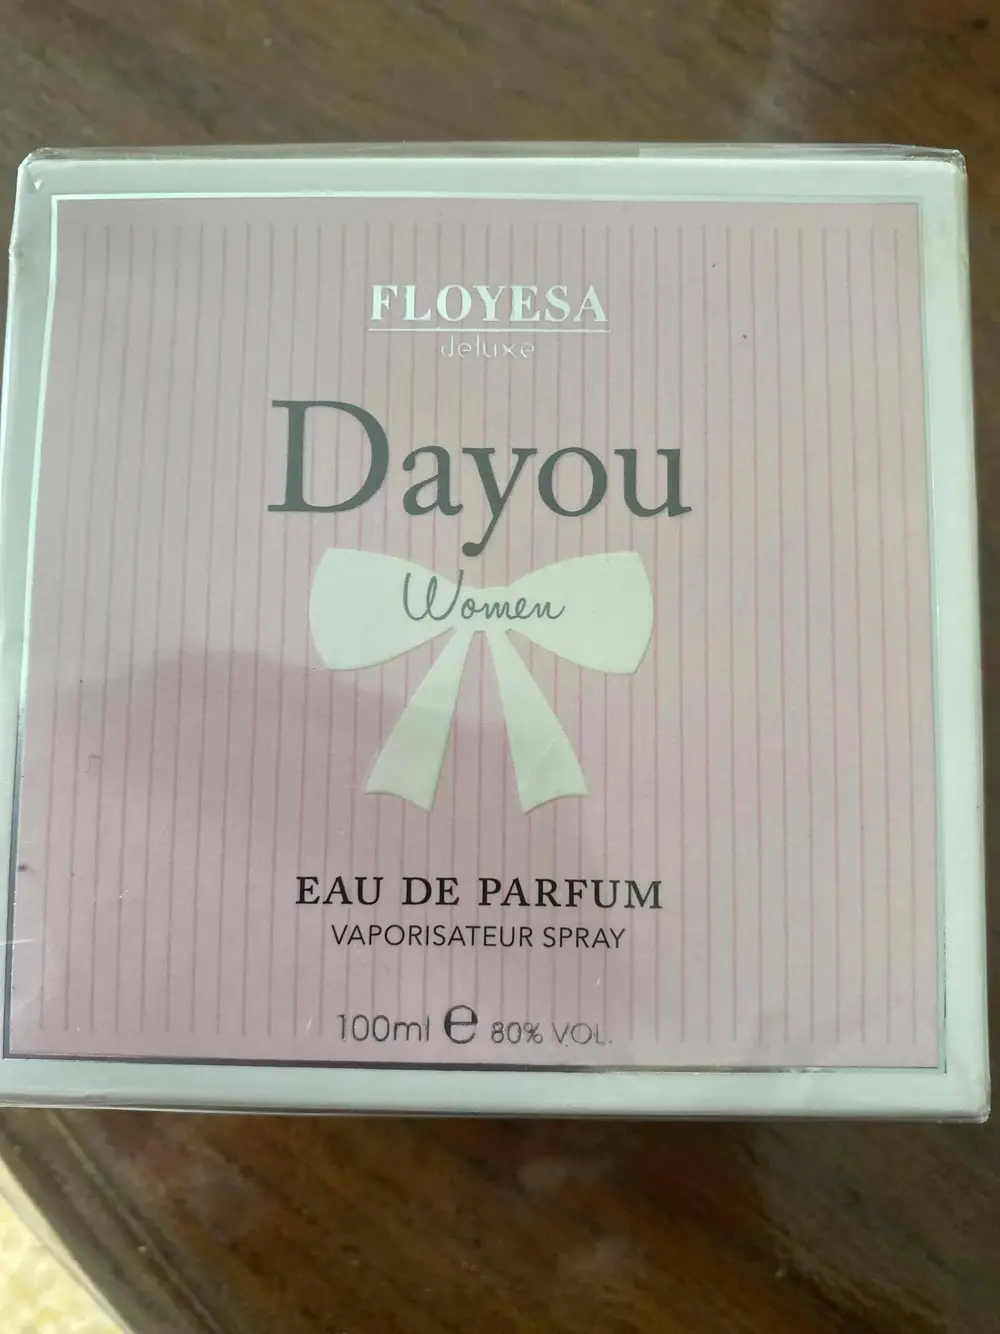 FLOYESA
deluxe
Dayou
Women
EAU DE PARFUM
VAPORISATEUR SPRAY
100ml e 80% VOL.